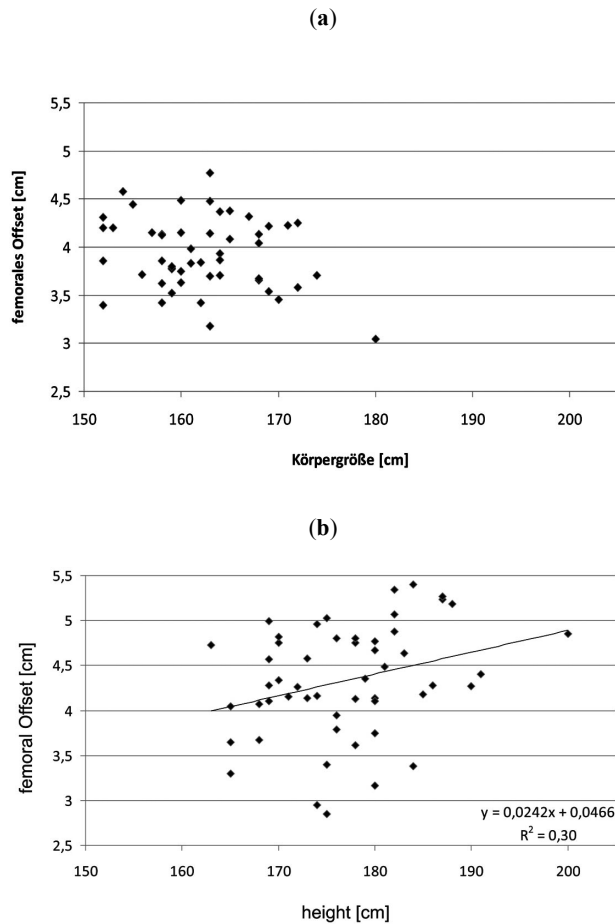 (a)
5,5
5
4,5
4
3,5
3
2,5
femorales Offset [cm]
150 160 170 180 190 200
Körpergröße [cm]
(b)
5,5
5
4,5
4
3,5
3
2,5
femoral Offset [cm]
y = 0,0242x + 0,0466
R² = 0,30
150 160 170 180 190 200
height [cm]